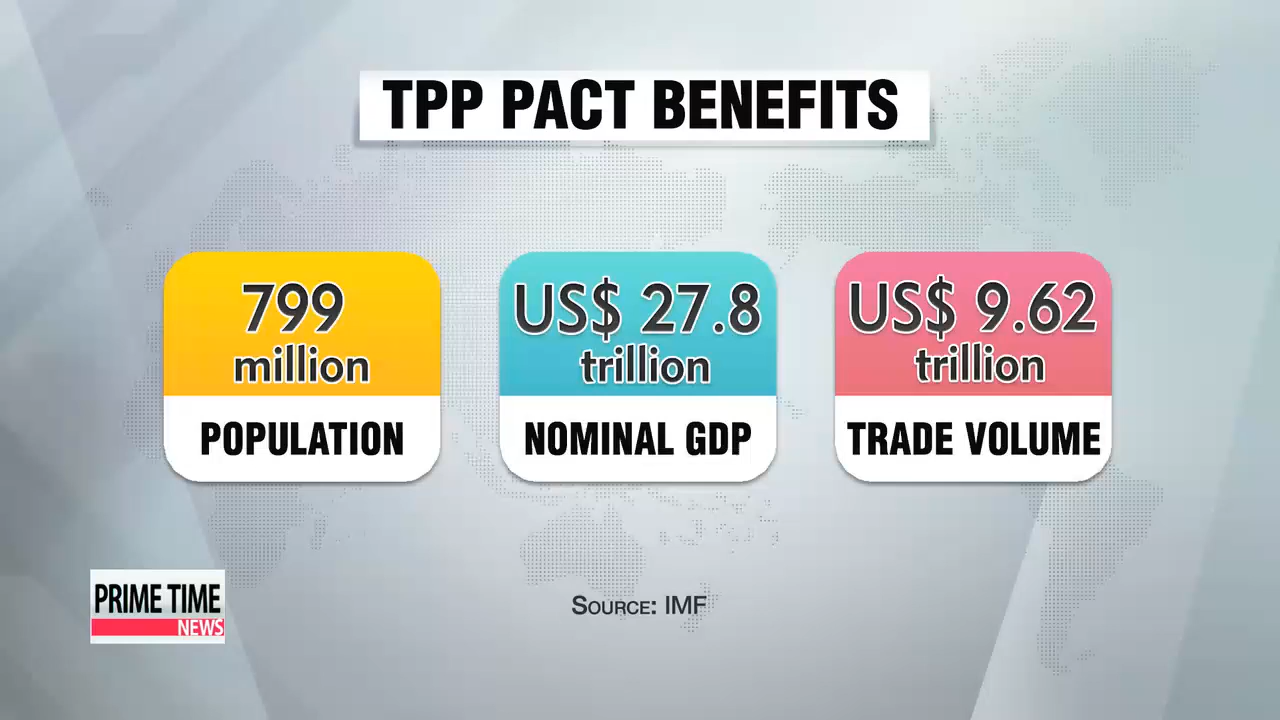 TPP PACT BENEFITS
799
million
POPULATION
US$ 27.8
trillion
NOMINAL GDP
US$ 9.62
trillion
TRADE VOLUME
SOURCE: IMF
PRIME TIME
NEWS